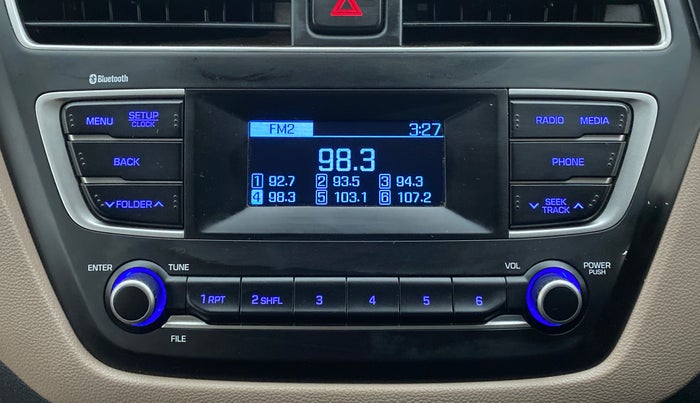 Bluetooth
MENU
SETUP
CLOCK
BACK
FOLDER
FM2 3:27
98.3
1 92.7 2 93.5 3 94.3
4 98.3 5 103.1 6 107.2
RADIO MEDIA
PHONE
SEEK
TRACK
ENTER TUNE
FILE
1 RPT 2 SHFL 3 4 5 6
VOL POWER
PUSH